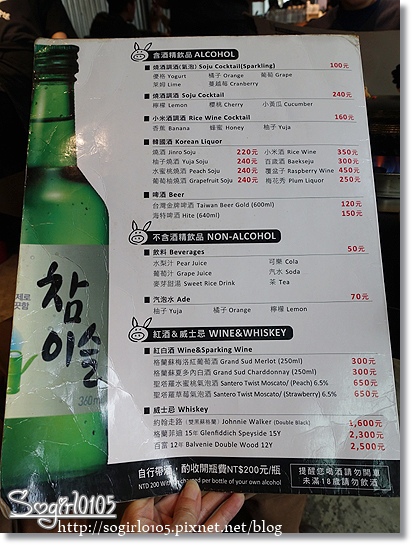 含酒精飲品 ALCOHOL
燒酒調酒(氣泡) Soju Cocktail(Sparkling) 100元
優格 Yogurt 橘子 Orange 葡萄 Grape
萊姆 Lime 蔓越莓 Cranberry
燒酒調酒 Soju Cocktail 240元
檸檬 Lemon 櫻桃 Cherry 小黃瓜 Cucumber
小米酒調酒 Rice Wine Cocktail 160元
香蕉 Banana 蜂蜜 Honey 柚子 Yuja
韓國酒 Korean Liquor
燒酒 Jinro Soju 220元 小米酒 Rice Wine 350元
柚子燒酒 Yuja Soju 240元 百歲酒 Baekseju 300元
水蜜桃燒酒 Peach Soju 240元 覆盆子 Raspberry Wine 450元
葡萄柚燒酒 Grapefruit Soju 240元 梅花秀 Plum Liquor 250元
啤酒 Beer
台灣金牌啤酒 Taiwan Beer Gold (600ml) 120元
海特啤酒 Hite (640ml) 150元
不含酒精飲品 NON-ALCOHOL
飲料 Beverages 50元
水梨汁 Pear Juice 可樂 Cola
葡萄汁 Grape Juice 汽水 Soda
麥芽甜湯 Sweet Rice Drink 茶 Tea
汽泡水 Ade 70元
柚子 Yuja 橘子 Orange 檸檬 Lemon
紅酒&威士忌 WINE&WHISKEY
紅白酒 Wine&Sparking Wine
格蘭蘇梅洛紅葡萄酒 Grand Sud Merlot (250ml) 300元
格蘭蘇夏多內白酒 Grand Sud Chardonnay (250ml) 300元
聖塔羅水蜜桃氣泡酒 Santero Twist Moscato/ (Peach) 6.5% 650元
聖塔羅草莓氣泡酒 Santero Twist Moscato/ (Strawberry) 6.5% 650元
威士忌 Whiskey
約翰走路(雙黑蘇格蘭) Johnnie Walker (Double Black) 1,600元
格蘭菲迪 15年 Glenfiddich Speyside 15Y 2,300元
百富 12年 Balvenie Double Wood 12Y 2,500元
自行帶酒，酌收開瓶費NT$200元/瓶
NTD 200 Will per bottle of your own alcohol
提醒您喝酒請勿開車
未滿18歲請勿飲酒
참
이슬
360ml
Sogirl0105
http://sogirl0105.pixnet.net/blog